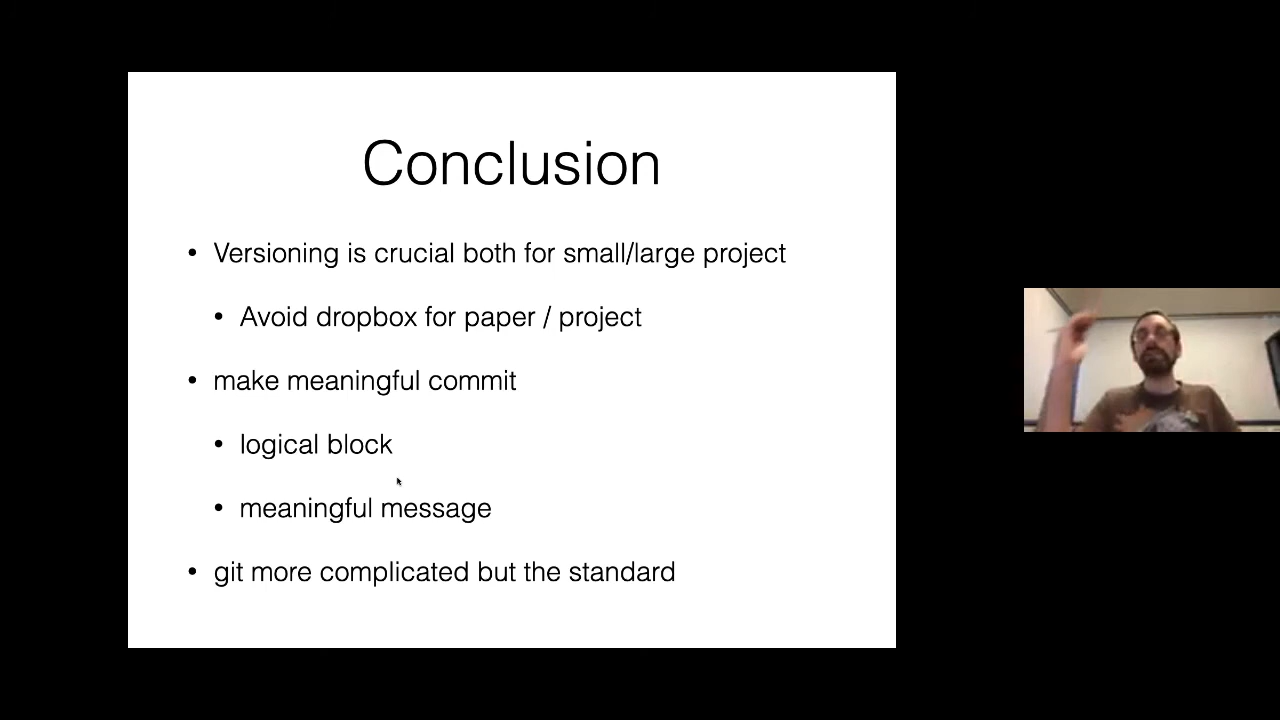 Conclusion
• Versioning is crucial both for small/large project
• Avoid dropbox for paper / project
• make meaningful commit
• logical block
• meaningful message
• git more complicated but the standard